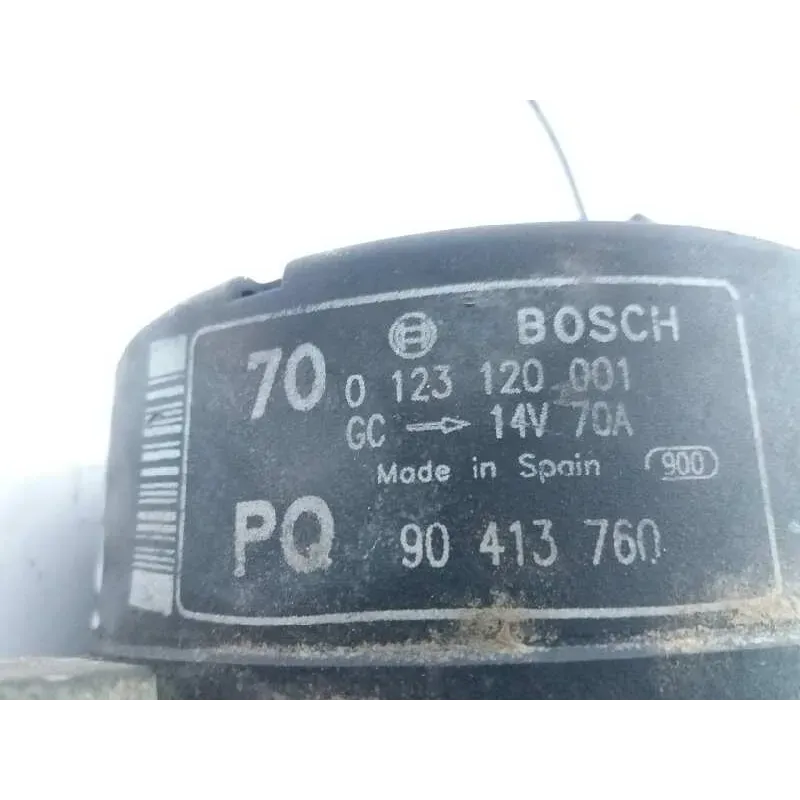 BOSCH
70 0 123 120 001
GC → 14V 70A
Made in Spain 900
PQ 90 413 760